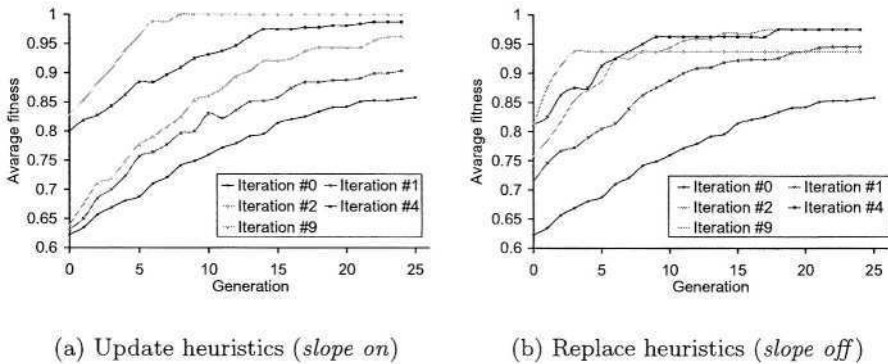 1
0.95
0.9
0.85
0.8
0.75
0.7
0.65
0.6
Avarage fitness
Iteration #0 Iteration #1
Iteration #2 Iteration #4
Iteration #9
0 5 10 15 20 25
Generation
(a) Update heuristics (slope on)
1
0.95
0.9
0.85
0.8
0.75
0.7
0.65
0.6
Avarage fitness
Iteration #0 Iteration #1
Iteration #2 Iteration #4
Iteration #9
0 5 10 15 20 25
Generation
(b) Replace heuristics (slope off)